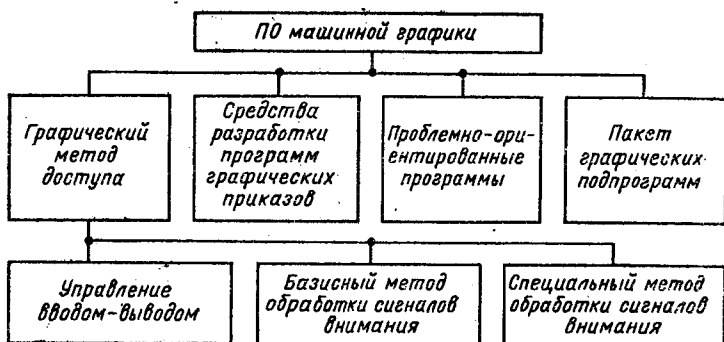 ПО машинной графики
Графический
метод
доступа
Средства
разработки
программ
графических
приказов
Проблемно-ори-
ентированные
программы
Пакет
графических
подпрограмм
Управление
вводом-выводом
Базисный метод
обработки сигналов
внимания
Специальный метод
обработки сигналов
внимания